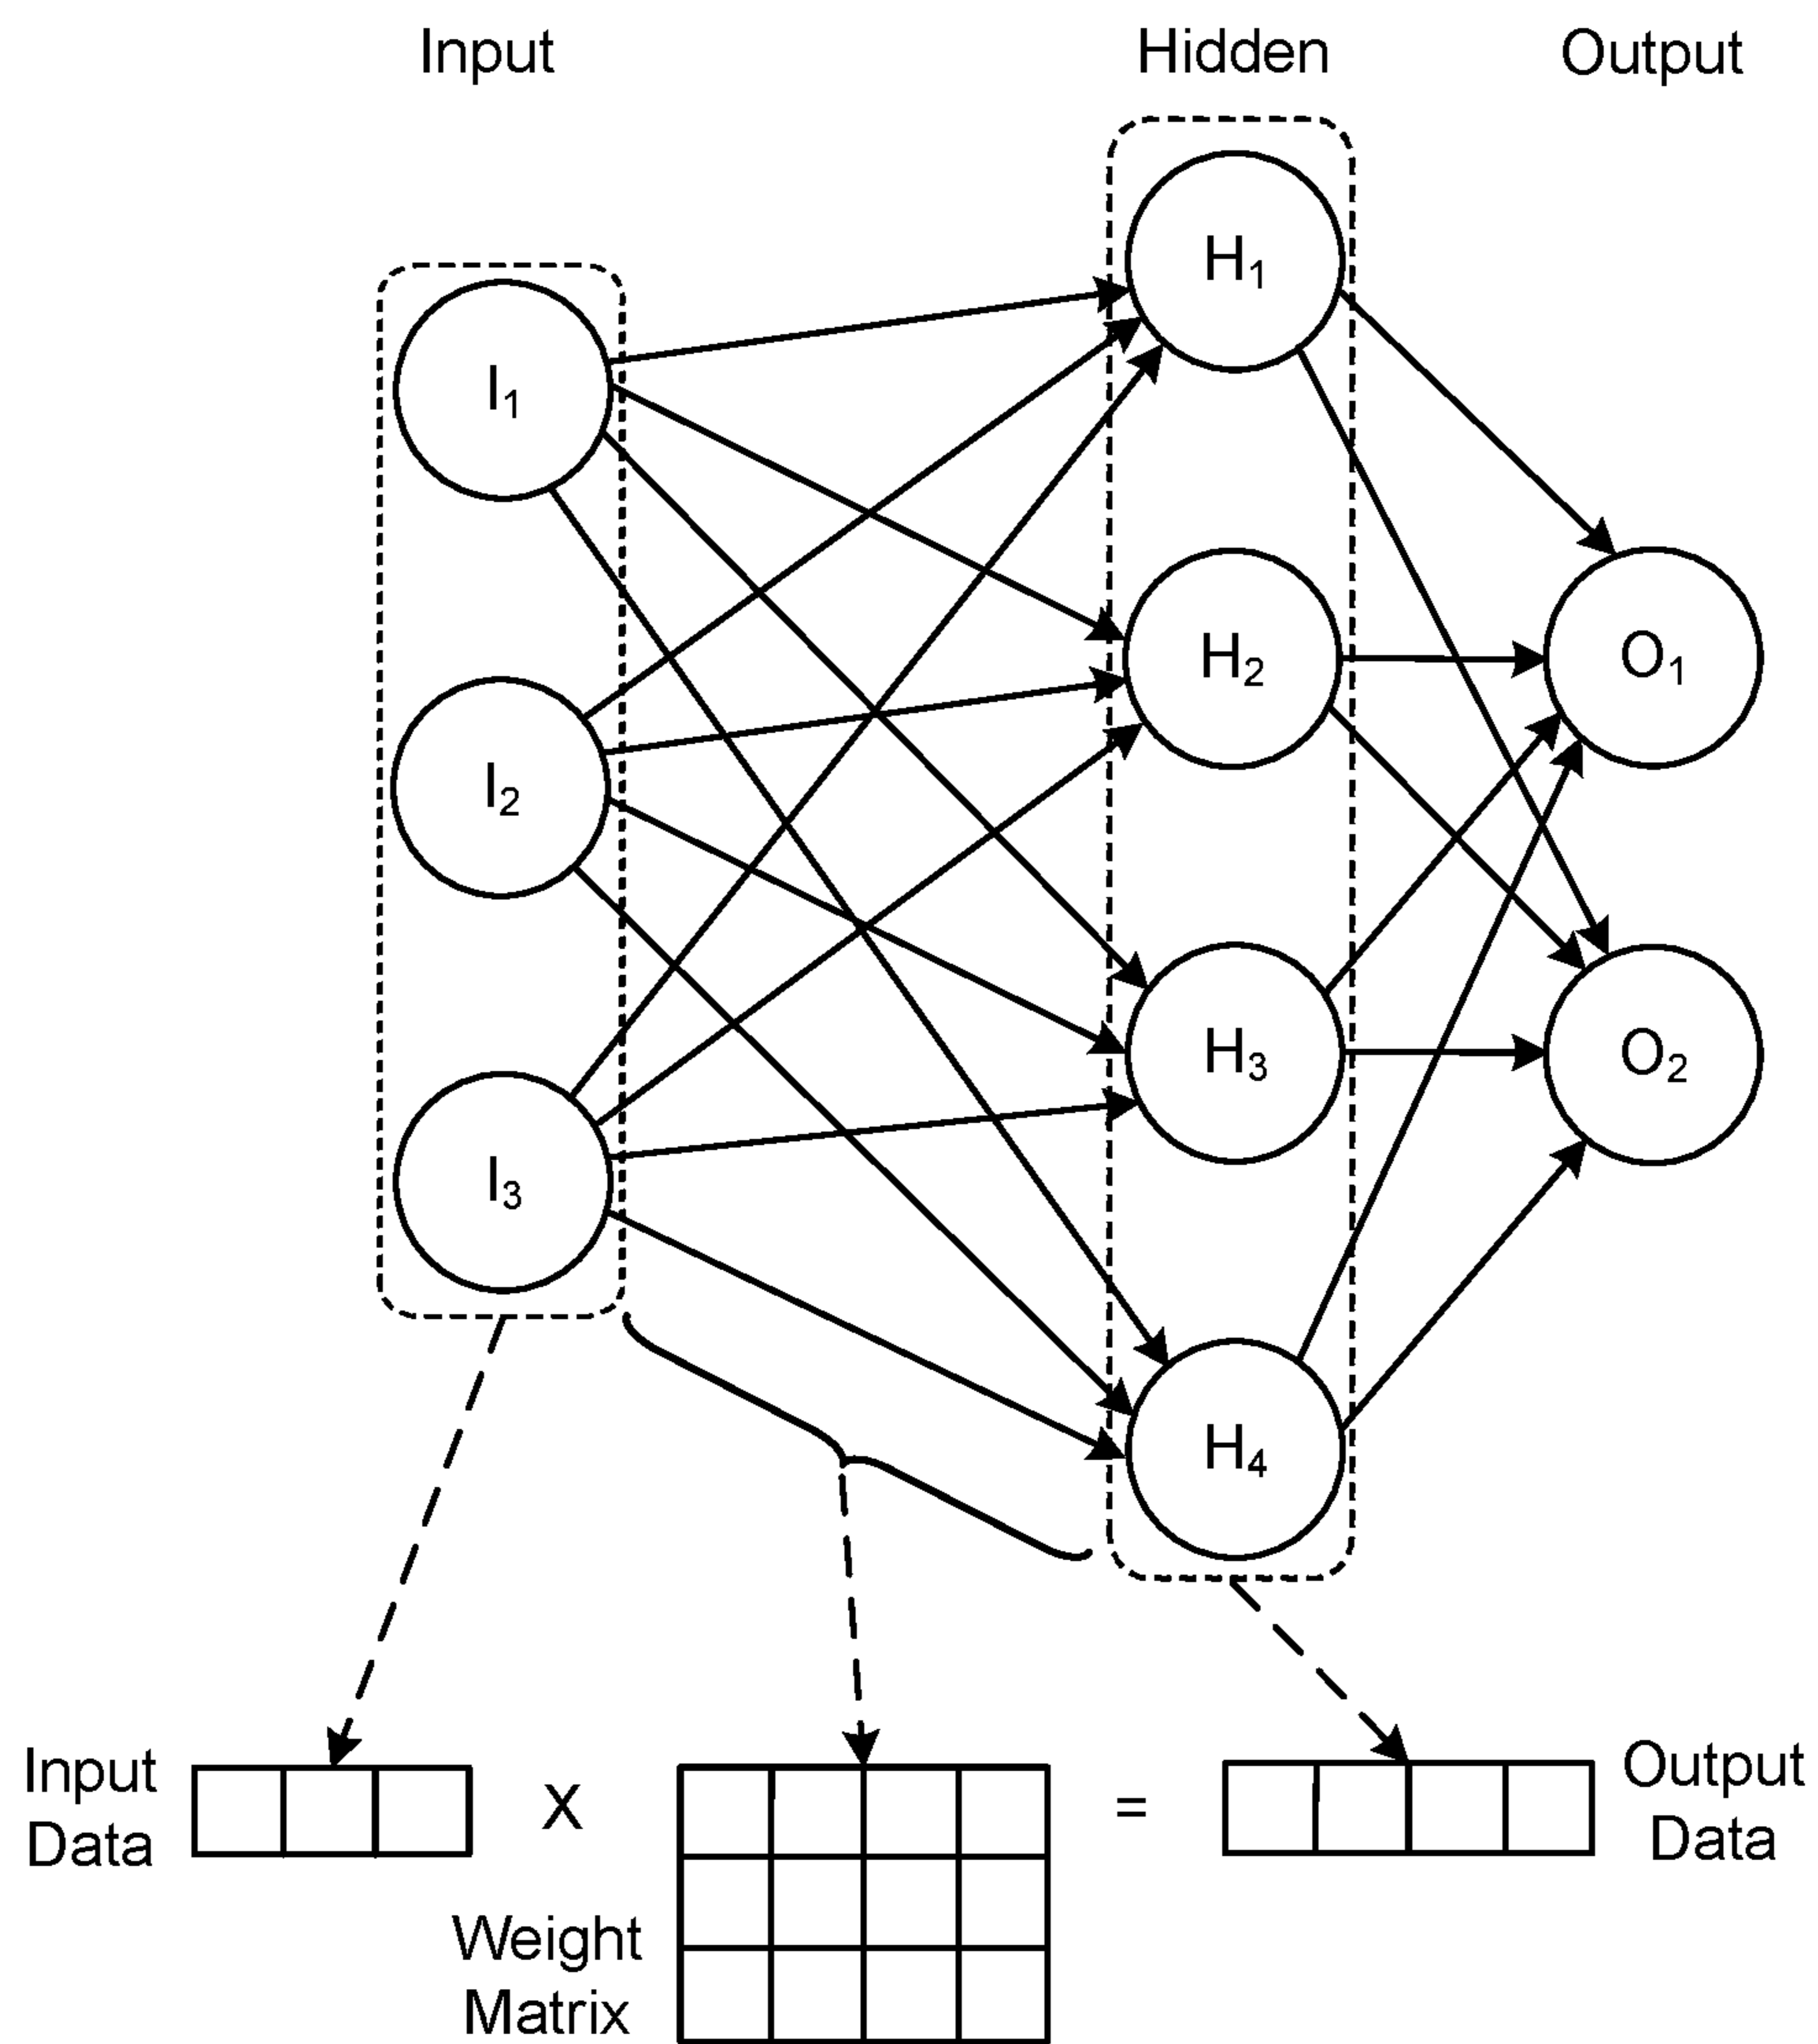 Input
Hidden
Output
I₁
I₂
I₃
H₁
H₂
H₃
H₄
O₁
O₂
Input
Data
X
Weight
Matrix
=
Output
Data